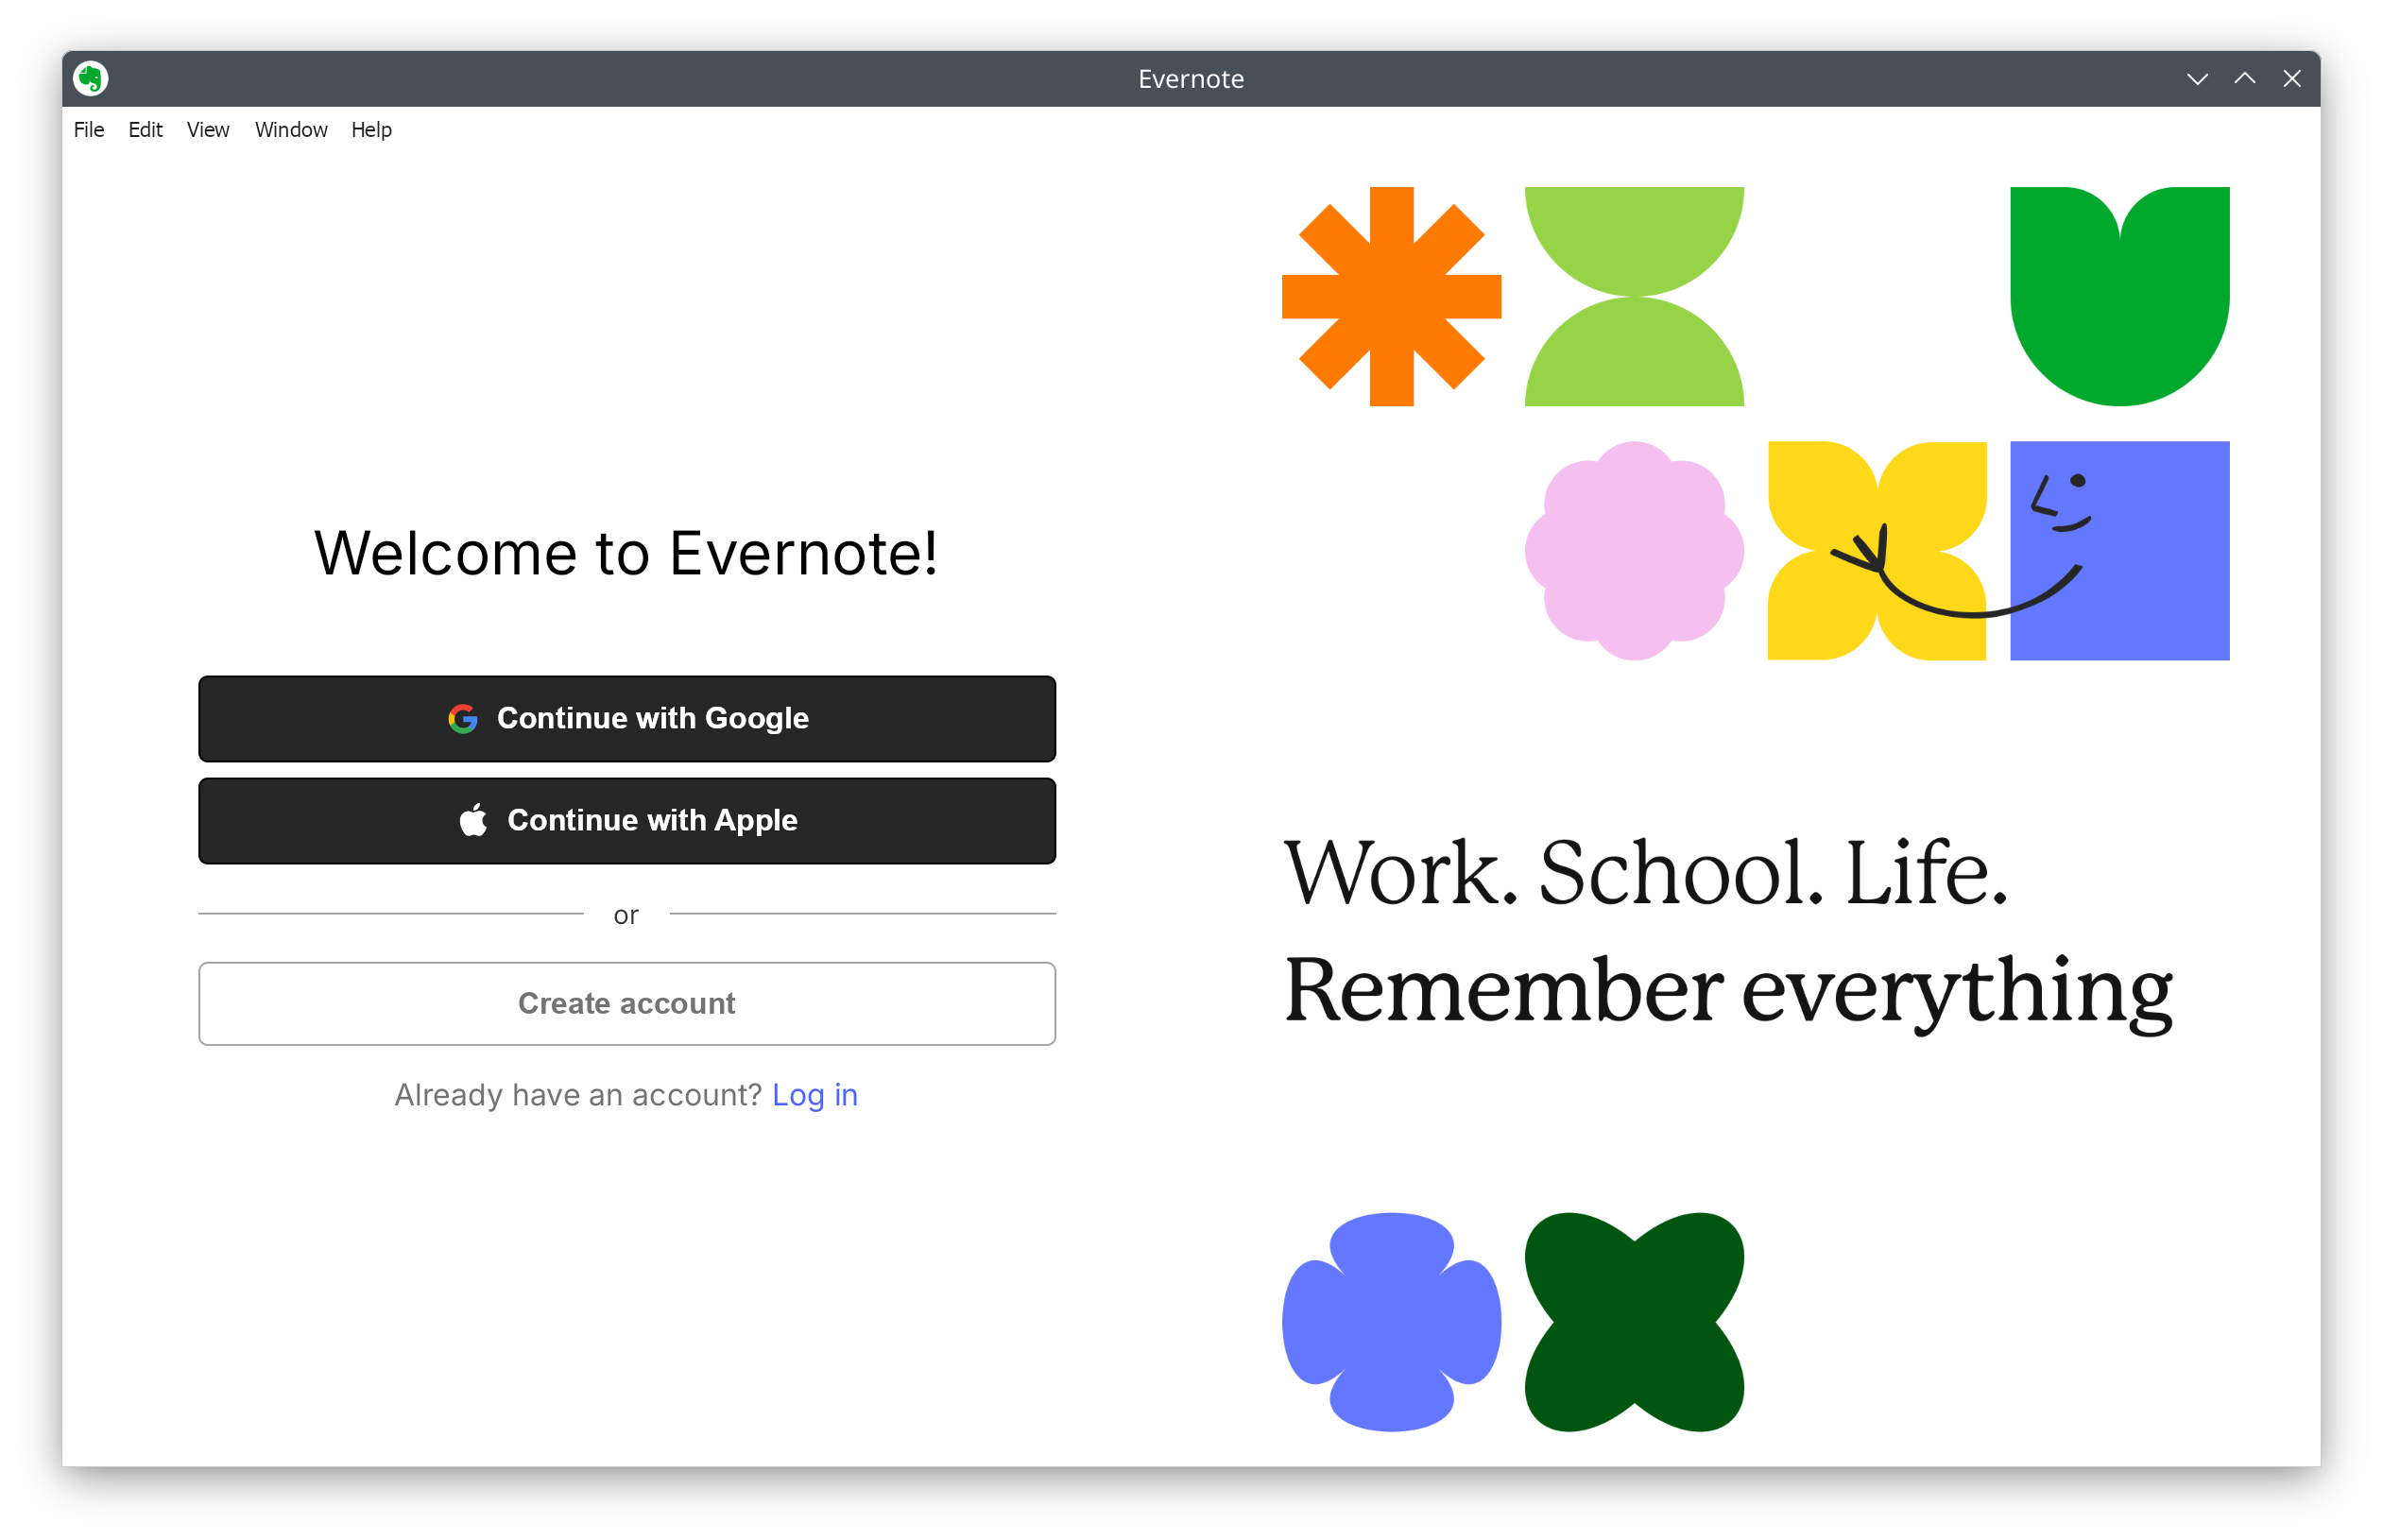 Evernote
File Edit View Window Help
Welcome to Evernote!
Continue with Google
Continue with Apple
or
Create account
Already have an account? Log in
Work. School. Life.
Remember everything